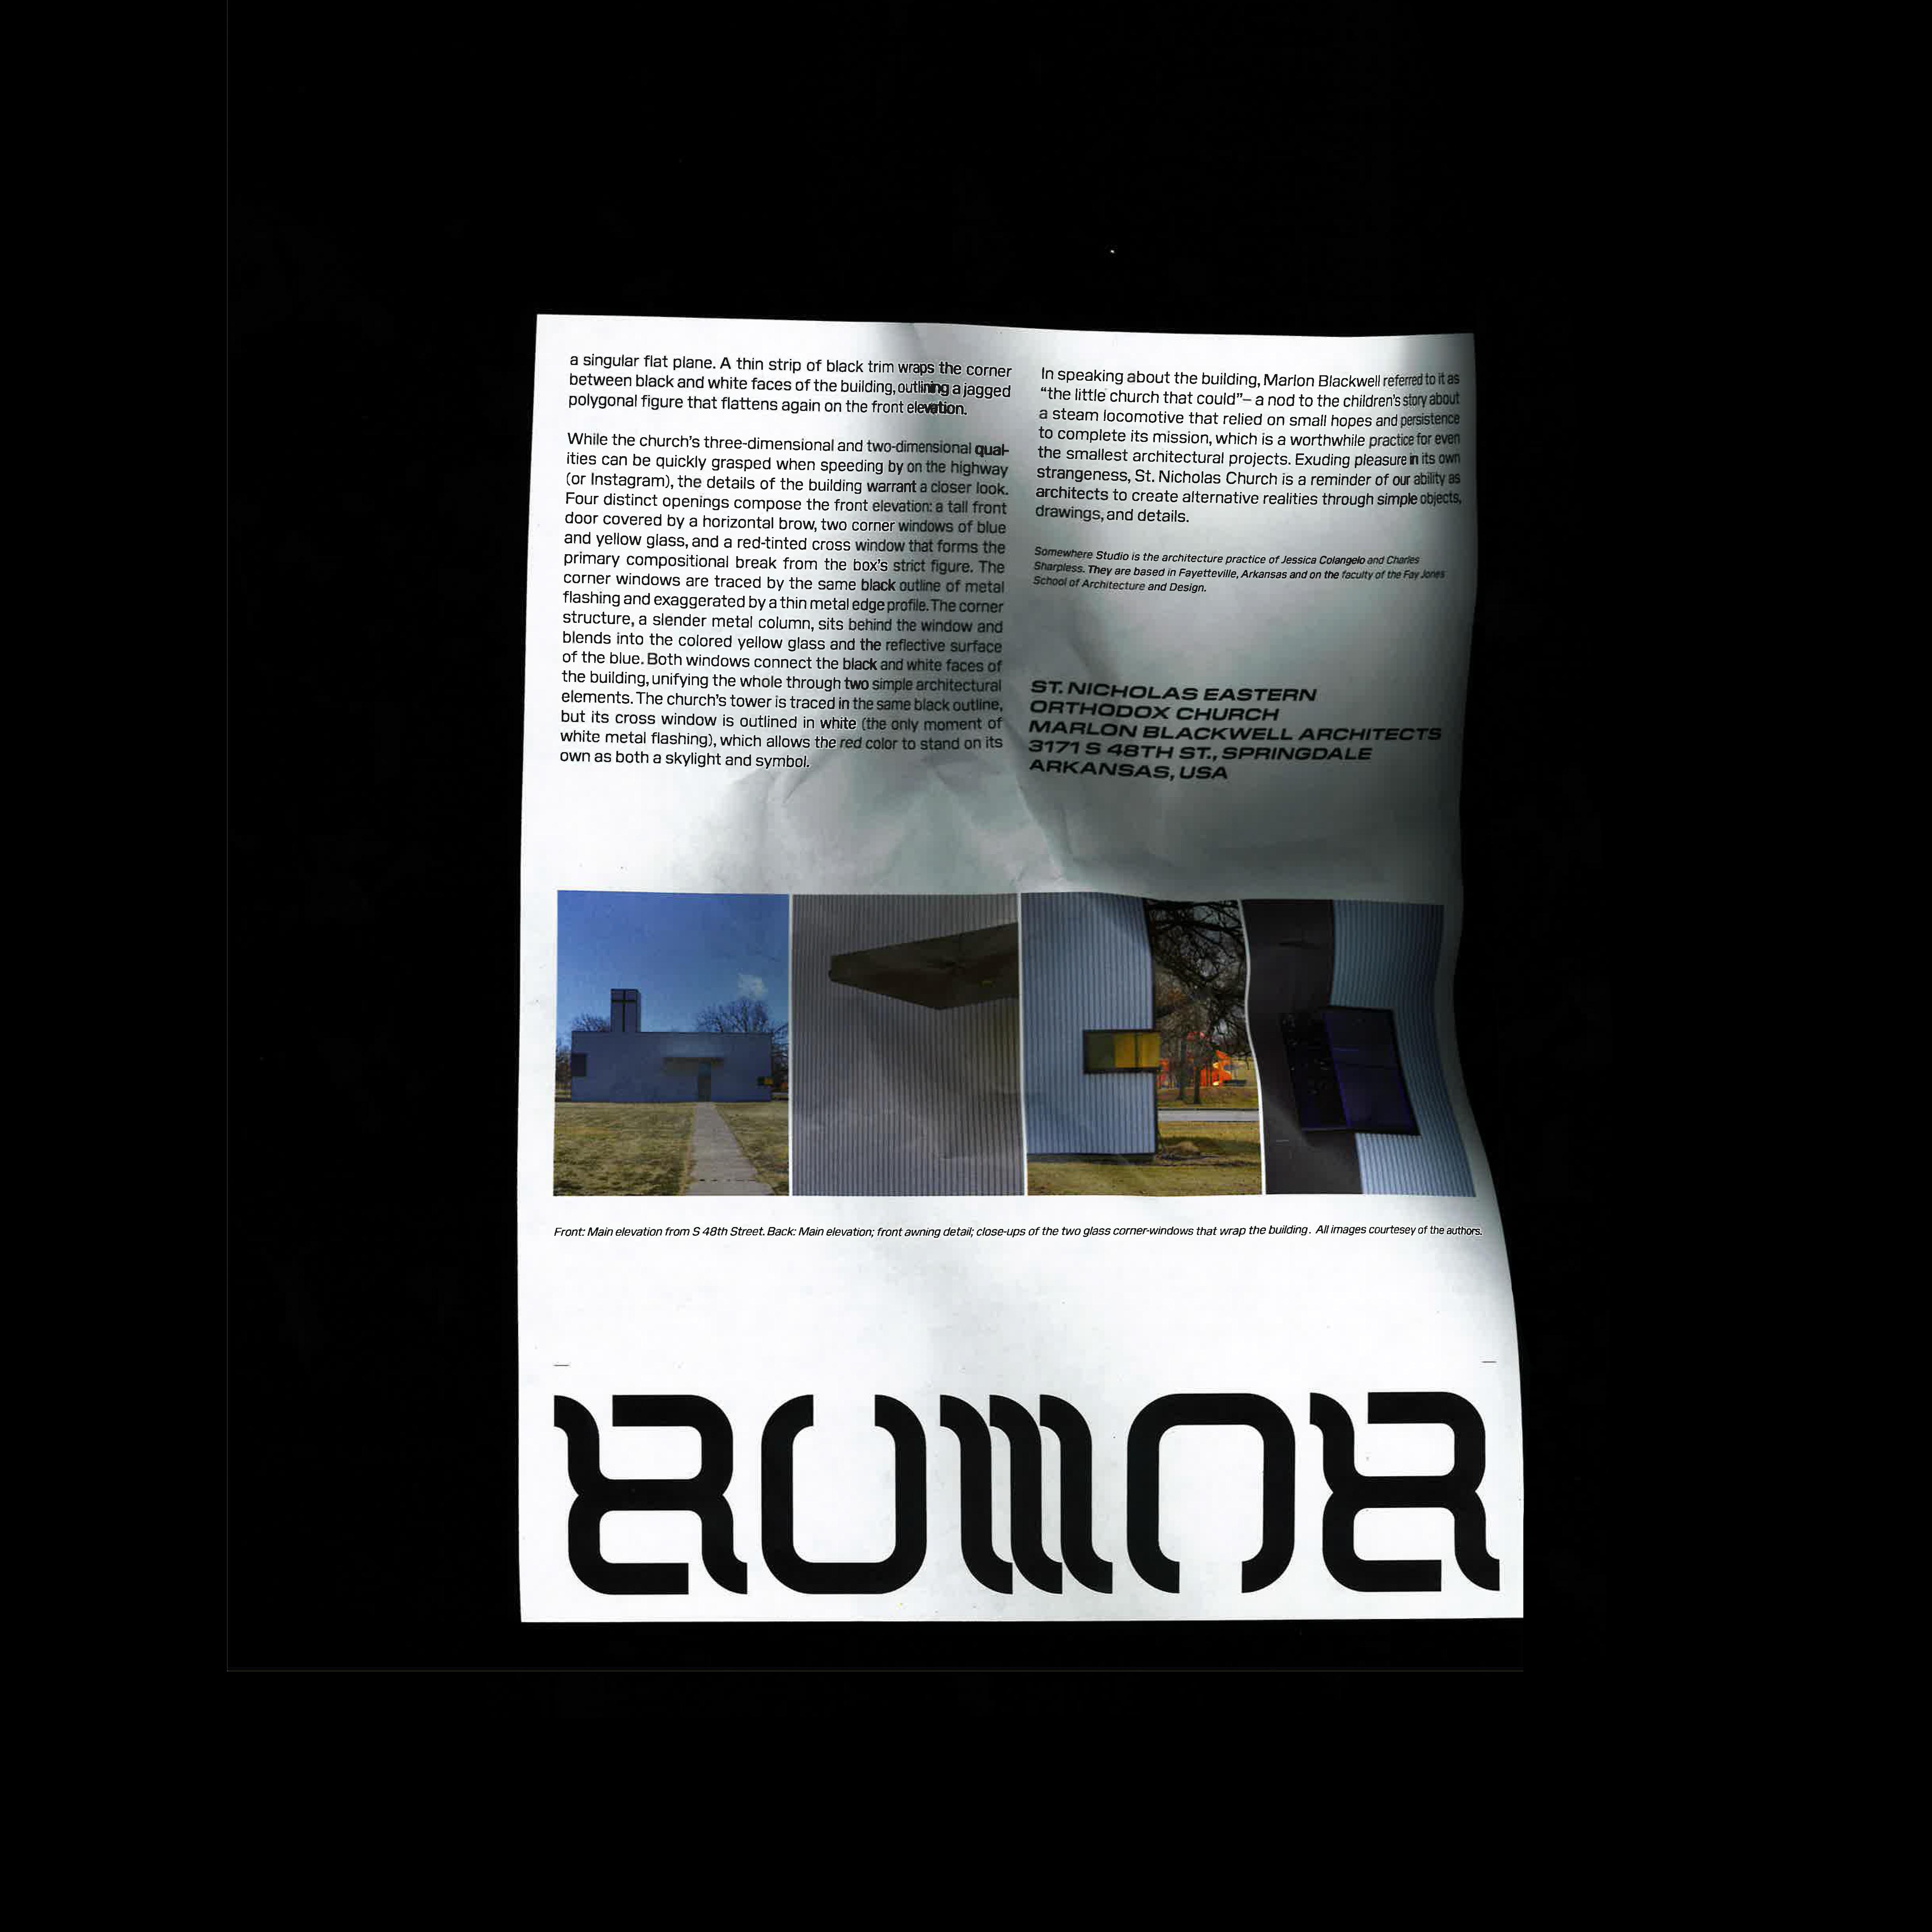 a singular flat plane. A thin strip of black trim wraps the corner
between black and white faces of the building, outlining a jagged
polygonal figure that flattens again on the front elevation.
While the church's three-dimensional and two-dimensional qual-
ities can be quickly grasped when speeding by on the highway
(or Instagram), the details of the building warrant a closer look.
Four distinct openings compose the front elevation: a tall front
door covered by a horizontal brow, two corner windows of blue
and yellow glass, and a red-tinted cross window that forms the
primary compositional break from the box's strict figure. The
corner windows are traced by the same black outline of metal
flashing and exaggerated by a thin metal edge profile. The corner
structure, a slender metal column, sits behind the window and
blends into the colored yellow glass and the reflective surface
of the blue. Both windows connect the black and white faces of
the building, unifying the whole through two simple architectural
elements. The church's tower is traced in the same black outline,
but its cross window is outlined in white (the only moment of
white metal flashing), which allows the red color to stand on its
own as both a skylight and symbol.
In speaking about the building, Marlon Blackwell referred to it as
“the little church that could”— a nod to the children's story about
a steam locomotive that relied on small hopes and persistence
to complete its mission, which is a worthwhile practice for even
the smallest architectural projects. Exuding pleasure in its own
strangeness, St. Nicholas Church is a reminder of our ability as
architects to create alternative realities through simple objects,
drawings, and details.
Somewhere Studio is the architecture practice of Jessica Colangelo and Charles
Sharpless. They are based in Fayetteville, Arkansas and on the faculty of the Fay Jones
School of Architecture and Design.
ST. NICHOLAS EASTERN
ORTHODOX CHURCH
MARLON BLACKWELL ARCHITECTS
3171 S 48TH ST., SPRINGDALE
ARKANSAS, USA
Front: Main elevation from S 48th Street. Back: Main elevation; front awning detail; close-ups of the two glass corner-windows that wrap the building. All images courtesey of the authors.
RUMOR